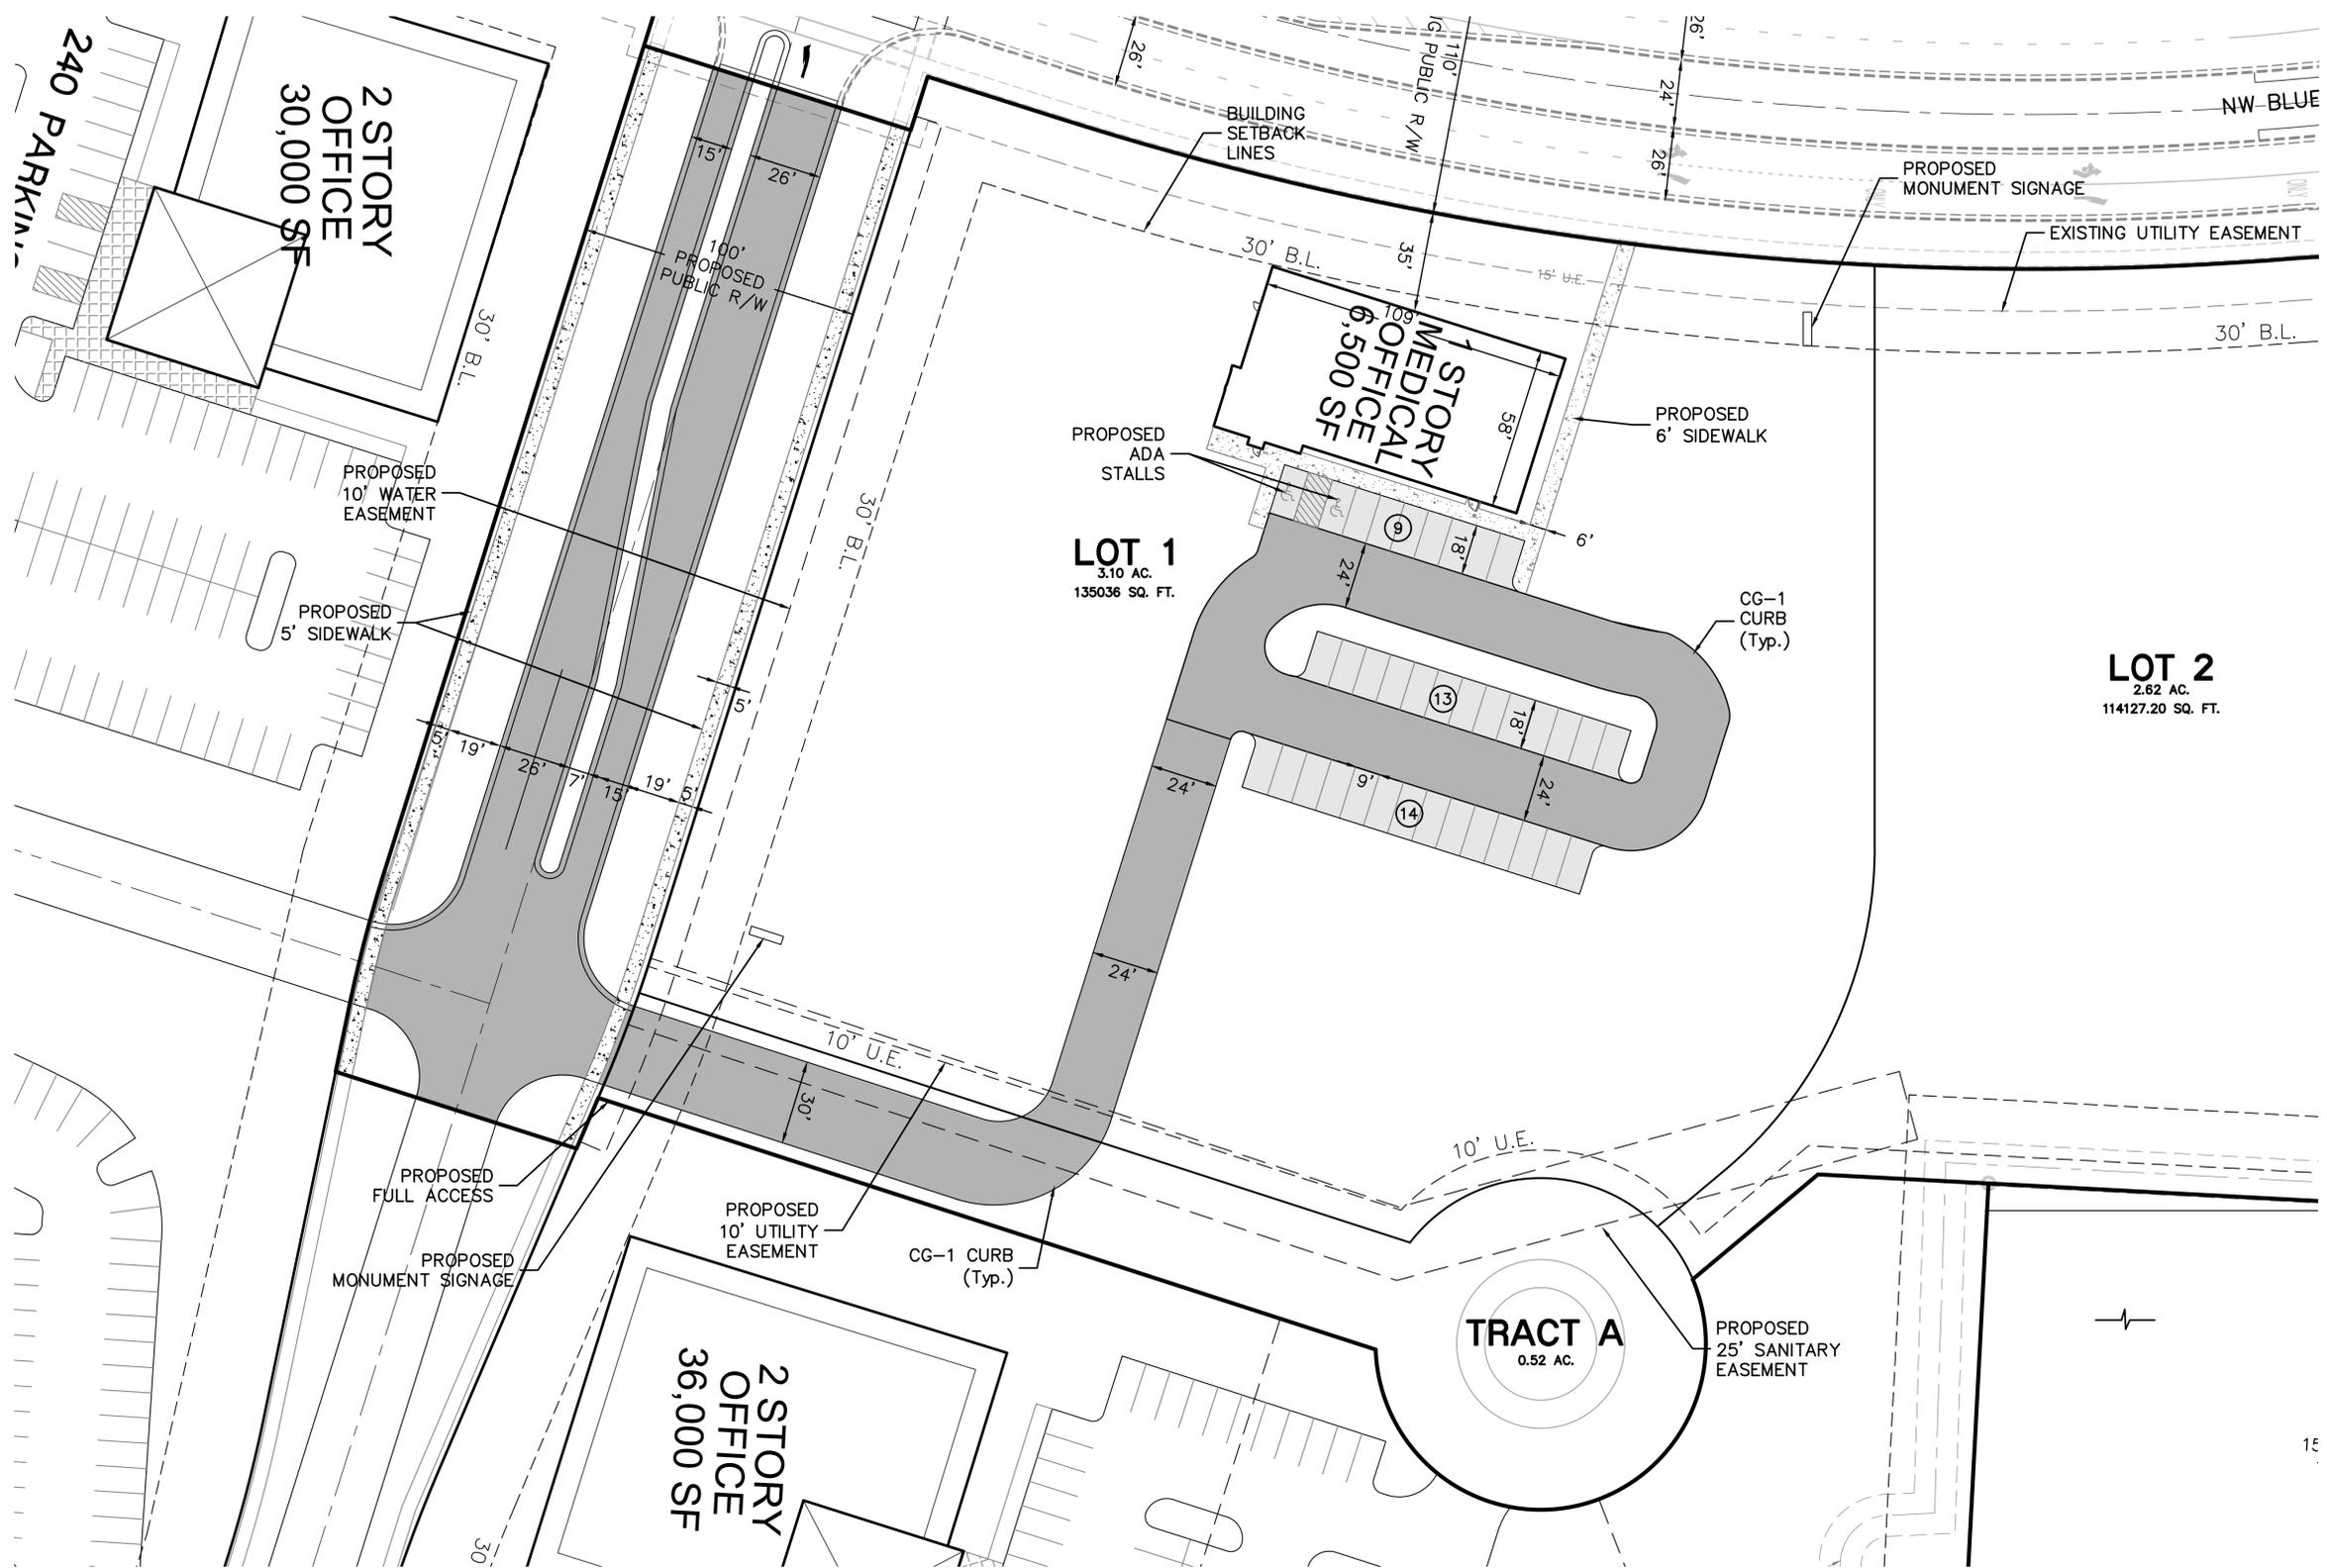 240 PARKING
2 STORY
OFFICE
30,000 SF
30' B.L.
15'
26'
100'
PROPOSED
PUBLIC R/W
26'
110'
PUBLIC R/W
26'
24'
26'
NW BLUE
BUILDING
SETBACK
LINES
PROPOSED
MONUMENT SIGNAGE
EXISTING UTILITY EASEMENT
30' B.L.
35'
15' U.E.
30' B.L.
109'
1 STORY
MEDICAL
OFFICE
6,500 SF
58'
PROPOSED
6' SIDEWALK
PROPOSED
ADA
STALLS
PROPOSED
10' WATER
EASEMENT
30' B.L.
9
18'
6'
24'
LOT 1
3.10 AC.
135036 SQ. FT.
CG-1
CURB
(Typ.)
PROPOSED
5' SIDEWALK
LOT 2
2.62 AC.
114127.20 SQ. FT.
13
18'
5'
5'
19'
26'
7'
15'
19'
5'
24'
9'
24'
14
24'
10' U.E.
30'
10' U.E.
PROPOSED
FULL ACCESS
PROPOSED
10' UTILITY
EASEMENT
CG-1 CURB
(Typ.)
PROPOSED
MONUMENT SIGNAGE
TRACT A
0.52 AC.
PROPOSED
25' SANITARY
EASEMENT
2 STORY
OFFICE
36,000 SF
30'
15